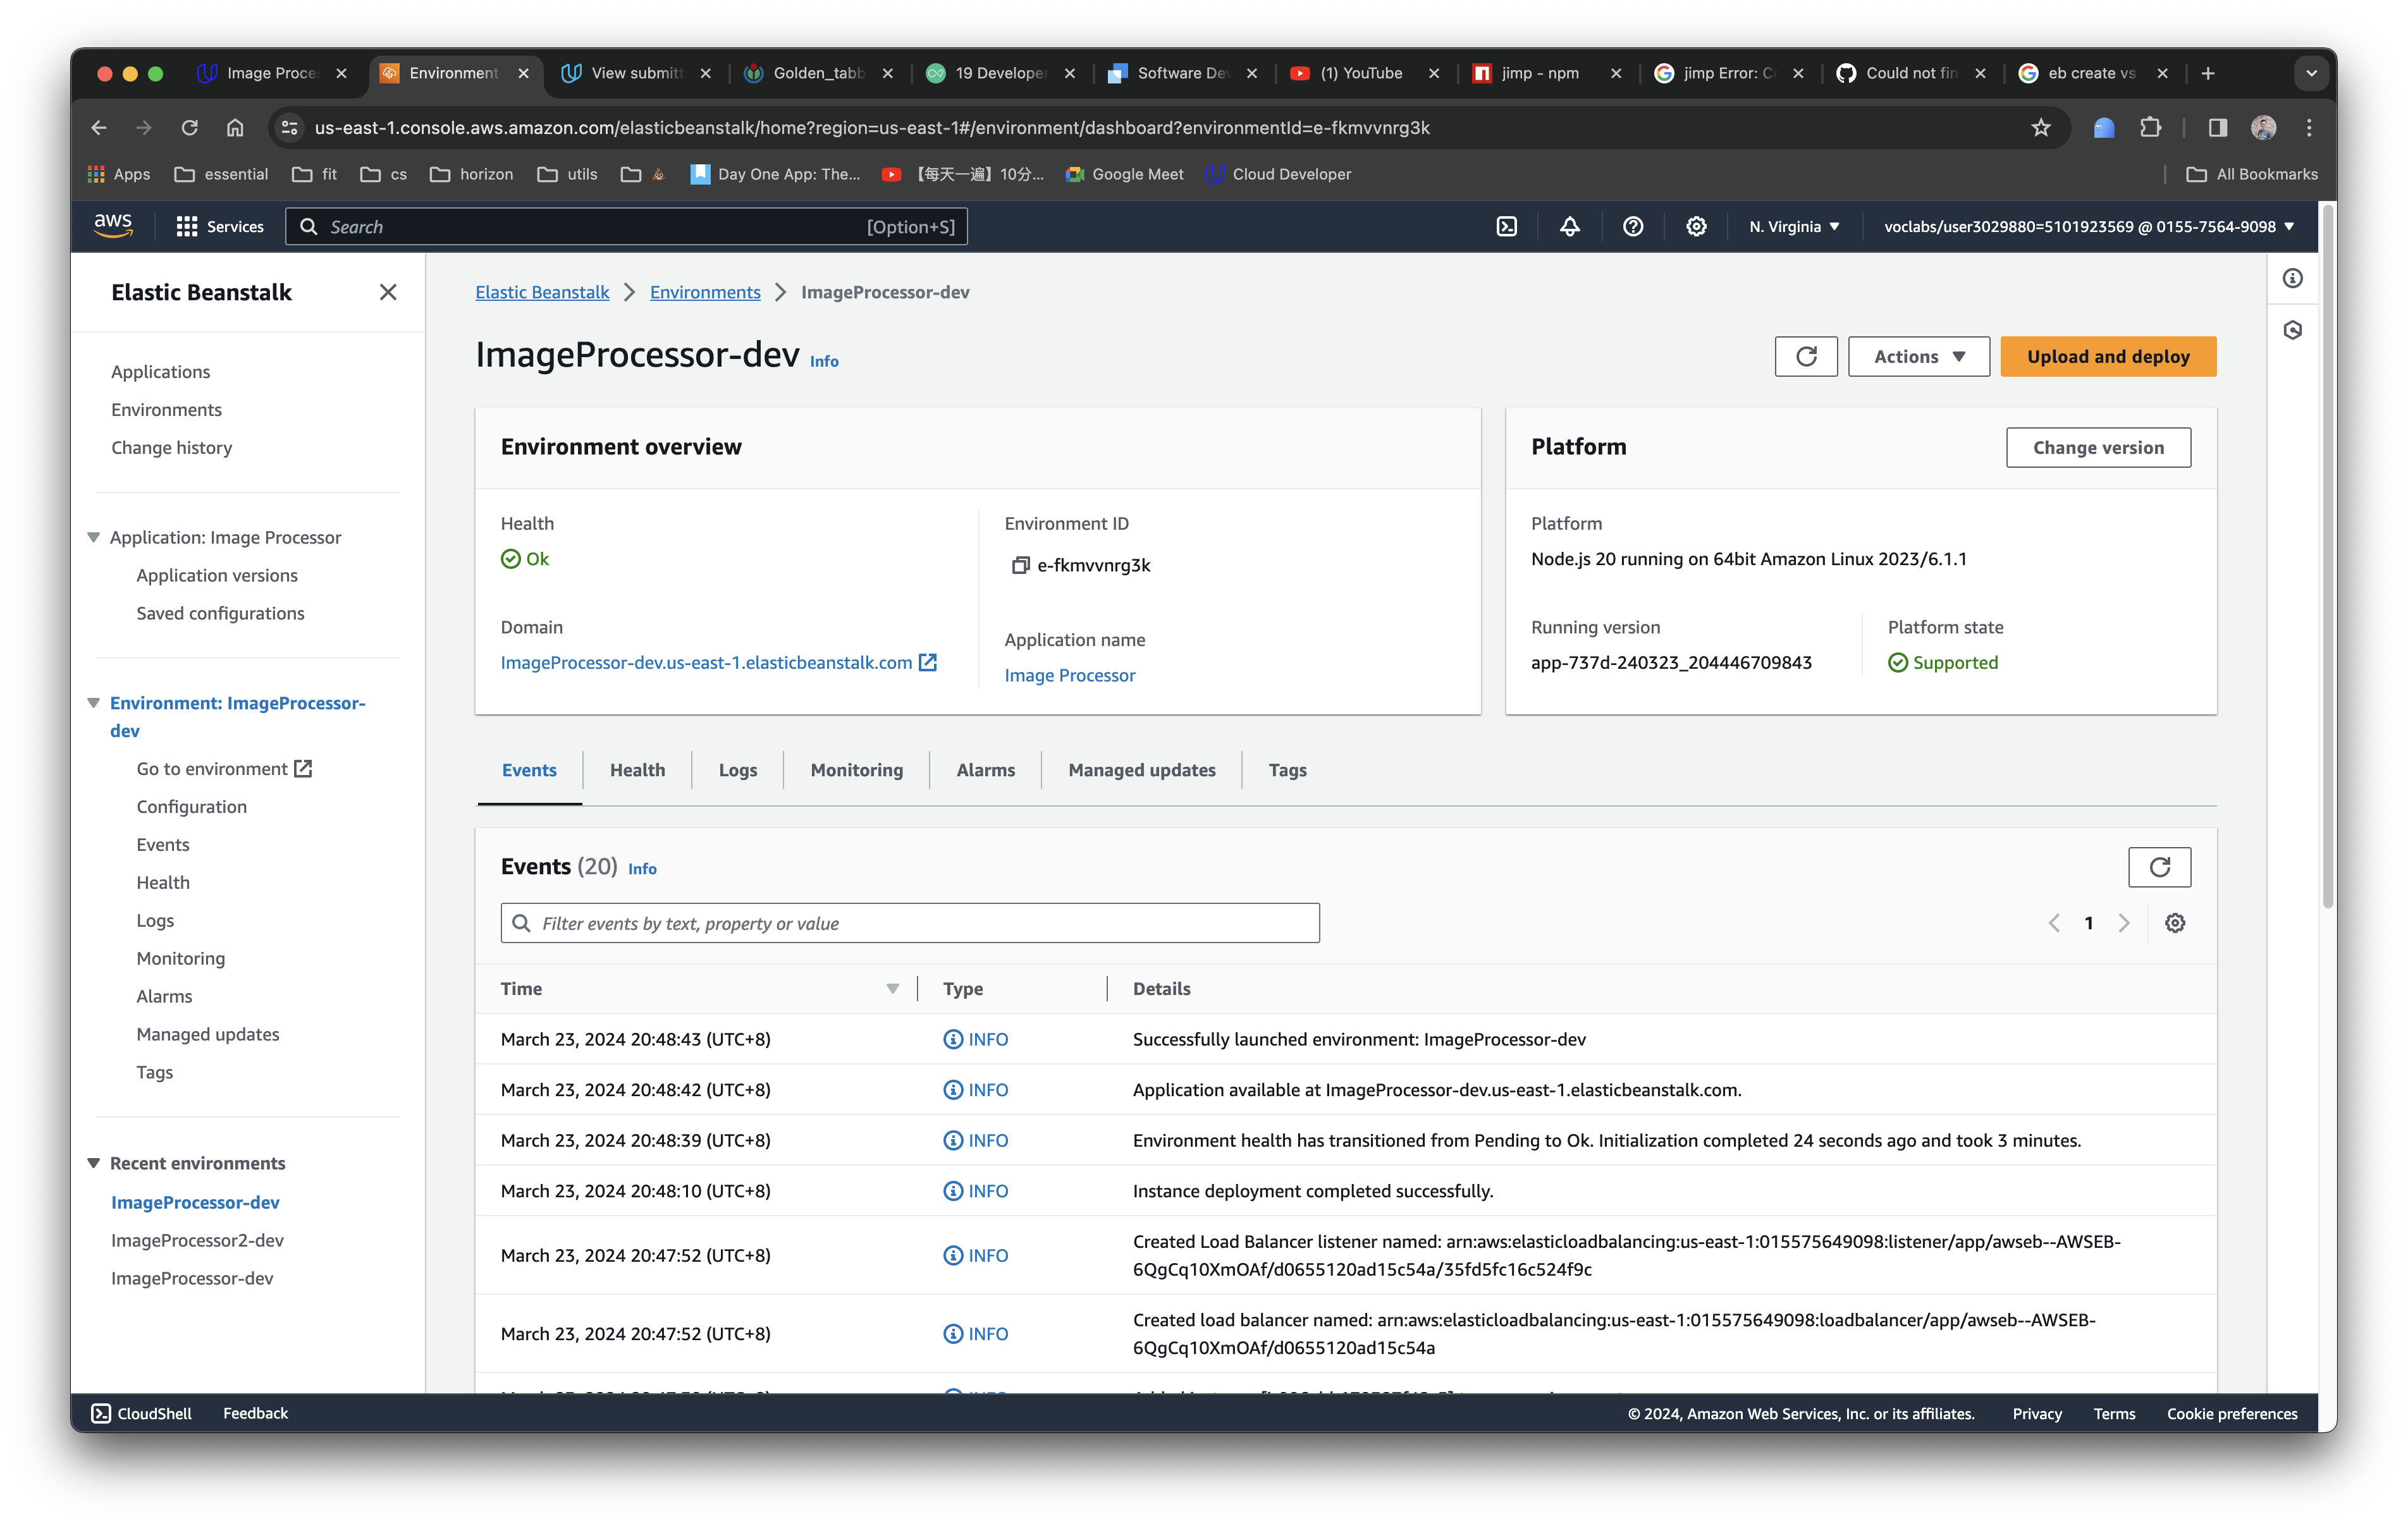 Image Proce
Environment
View submitt
Golden_tabb
19 Developer
Software De
(1) YouTube
jimp - npm
jimp Error: C
Could not fin
eb create vs
us-east-1.console.aws.amazon.com/elasticbeanstalk/home?region=us-east-1#/environment/dashboard?environmentId=e-fkmvvnrg3k
Apps
essential
fit
cs
horizon
utils
Day One App: The...
【每天一遍】10分...
Google Meet
Cloud Developer
All Bookmarks
aws
Services
Search
[Option+S]
N. Virginia
voclabs/user3029880=5101923569 @ 0155-7564-9098
Elastic Beanstalk
Applications
Environments
Change history
Application: Image Processor
Application versions
Saved configurations
Environment: ImageProcessor-
dev
Go to environment
Configuration
Events
Health
Logs
Monitoring
Alarms
Managed updates
Tags
Recent environments
ImageProcessor-dev
ImageProcessor2-dev
ImageProcessor-dev
Elastic Beanstalk
Environments
ImageProcessor-dev
ImageProcessor-dev Info
Actions
Upload and deploy
Environment overview
Health
Ok
Environment ID
e-fkmvvnrg3k
Domain
ImageProcessor-dev.us-east-1.elasticbeanstalk.com
Application name
Image Processor
Platform
Change version
Platform
Node.js 20 running on 64bit Amazon Linux 2023/6.1.1
Running version
app-737d-240323_204446709843
Platform state
Supported
Events
Health
Logs
Monitoring
Alarms
Managed updates
Tags
Events (20) Info
Filter events by text, property or value
1
Time
Type
Details
March 23, 2024 20:48:43 (UTC+8)
INFO
Successfully launched environment: ImageProcessor-dev
March 23, 2024 20:48:42 (UTC+8)
INFO
Application available at ImageProcessor-dev.us-east-1.elasticbeanstalk.com.
March 23, 2024 20:48:39 (UTC+8)
INFO
Environment health has transitioned from Pending to Ok. Initialization completed 24 seconds ago and took 3 minutes.
March 23, 2024 20:48:10 (UTC+8)
INFO
Instance deployment completed successfully.
March 23, 2024 20:47:52 (UTC+8)
INFO
Created Load Balancer listener named: arn:aws:elasticloadbalancing:us-east-1:015575649098:listener/app/awseb--AWSEB-
6QgCq10XmOAf/d0655120ad15c54a/35fd5fc16c524f9c
March 23, 2024 20:47:52 (UTC+8)
INFO
Created load balancer named: arn:aws:elasticloadbalancing:us-east-1:015575649098:loadbalancer/app/awseb--AWSEB-
6QgCq10XmOAf/d0655120ad15c54a
CloudShell
Feedback
© 2024, Amazon Web Services, Inc. or its affiliates.
Privacy
Terms
Cookie preferences